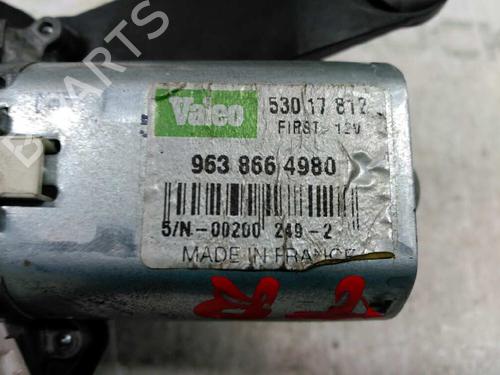 Valeo
530 17 812
FIRST - 12V
963 866 4980
S/N-00200 249-2
MADE IN FRANCE
R